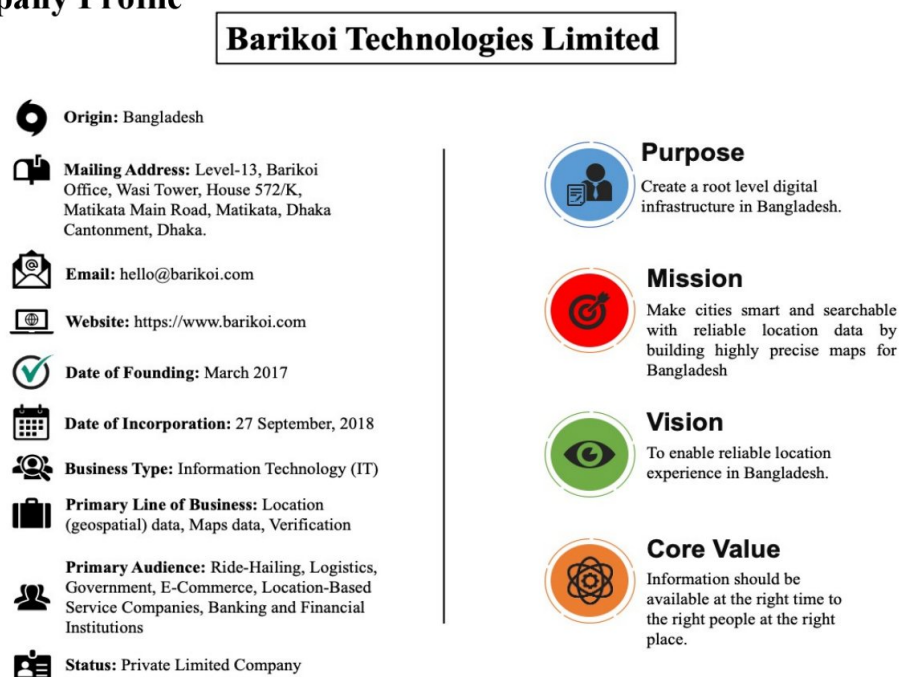 pany Profile
Barikoi Technologies Limited
Origin: Bangladesh
Mailing Address: Level-13, Barikoi
Office, Wasi Tower, House 572/K,
Matikata Main Road, Matikata, Dhaka
Cantonment, Dhaka.
Email: hello@barikoi.com
Website: https://www.barikoi.com
Date of Founding: March 2017
Date of Incorporation: 27 September, 2018
Business Type: Information Technology (IT)
Primary Line of Business: Location
(geospatial) data, Maps data, Verification
Primary Audience: Ride-Hailing, Logistics,
Government, E-Commerce, Location-Based
Service Companies, Banking and Financial
Institutions
Status: Private Limited Company
Purpose
Create a root level digital
infrastructure in Bangladesh.
Mission
Make cities smart and searchable
with reliable location data by
building highly precise maps for
Bangladesh
Vision
To enable reliable location
experience in Bangladesh.
Core Value
Information should be
available at the right time to
the right people at the right
place.